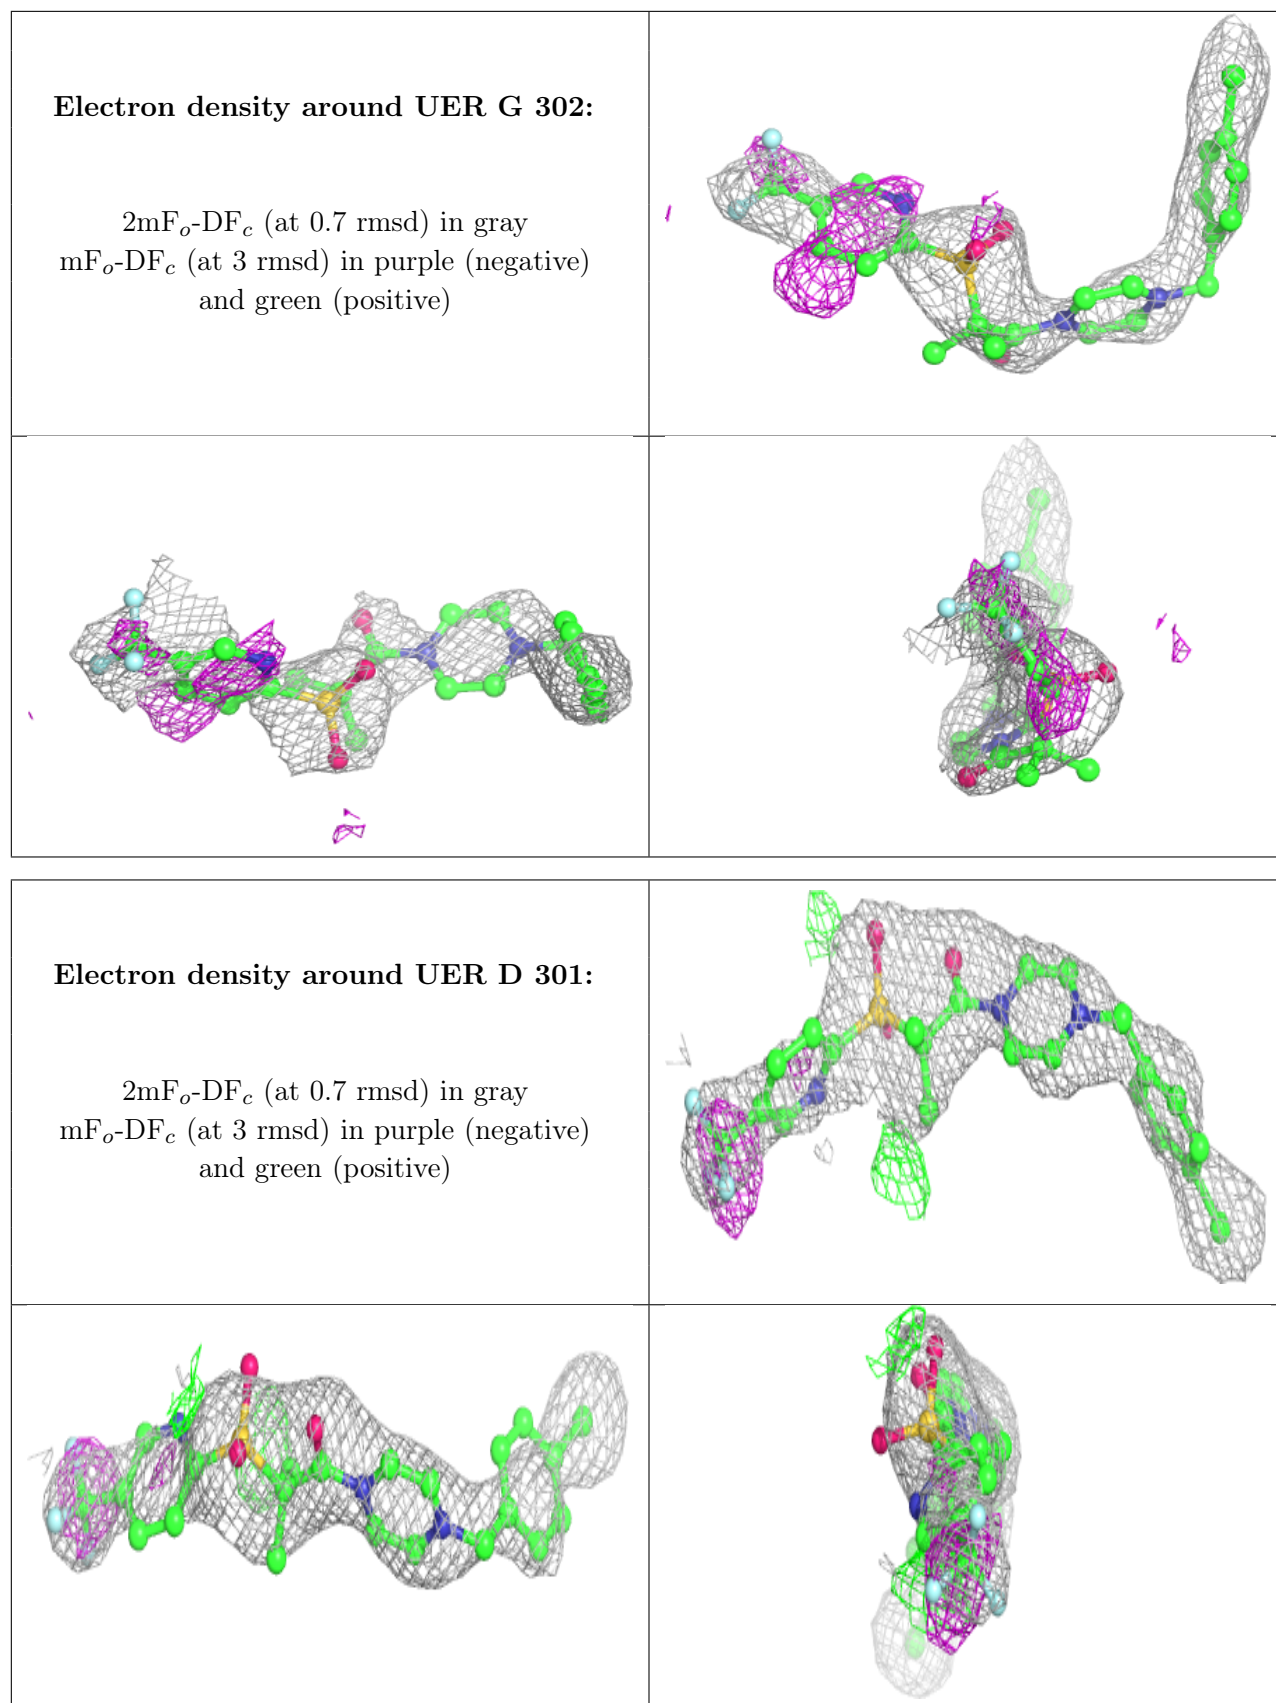 Electron density around UER G 302:
2mFo-DFc (at 0.7 rmsd) in gray
mFo-DFc (at 3 rmsd) in purple (negative)
and green (positive)
Electron density around UER D 301:
2mFo-DFc (at 0.7 rmsd) in gray
mFo-DFc (at 3 rmsd) in purple (negative)
and green (positive)